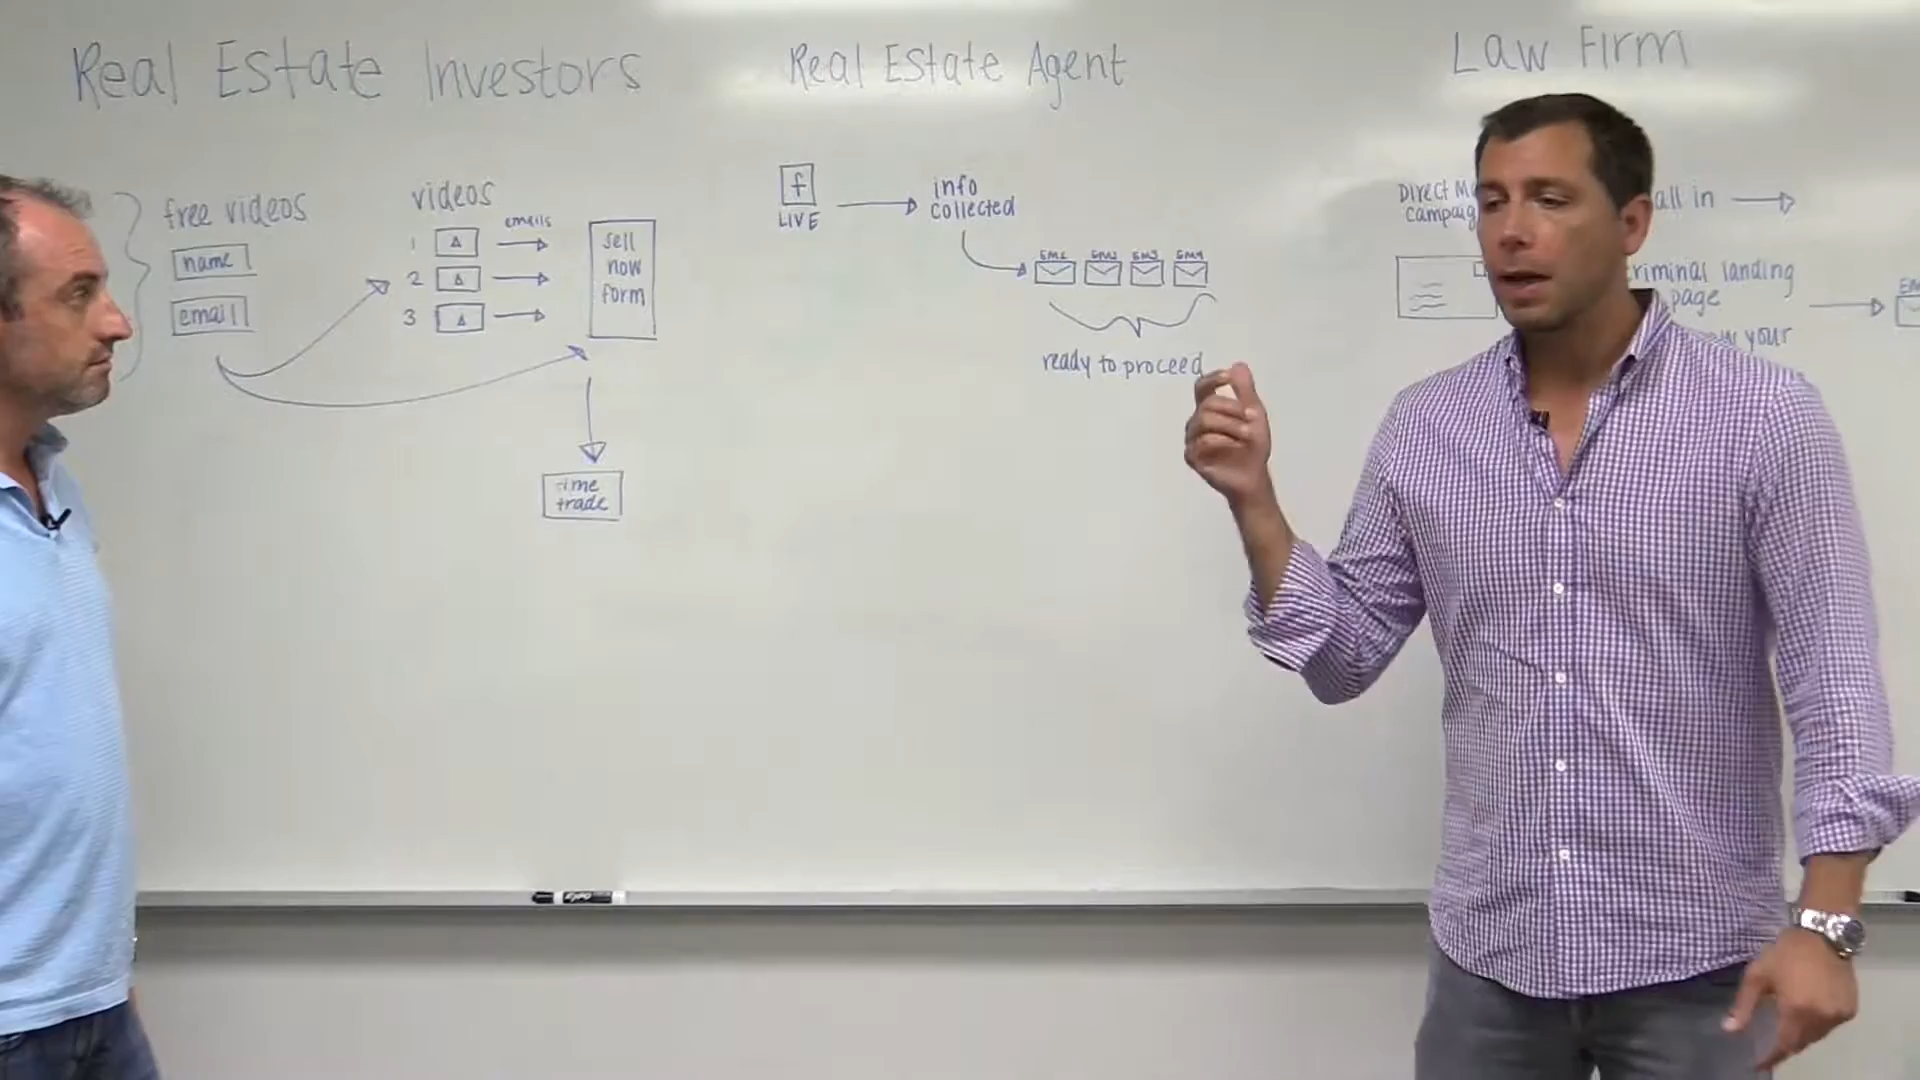 Real Estate Investors
free videos
name
email
videos
emails
1
2
3
sell
now
form
time
trade
Real Estate Agent
f
LIVE
info
collected
EM1 EM2 EM3 EM4
ready to proceed
Law Firm
Direct
campaig
all in
riminal landing
page
your